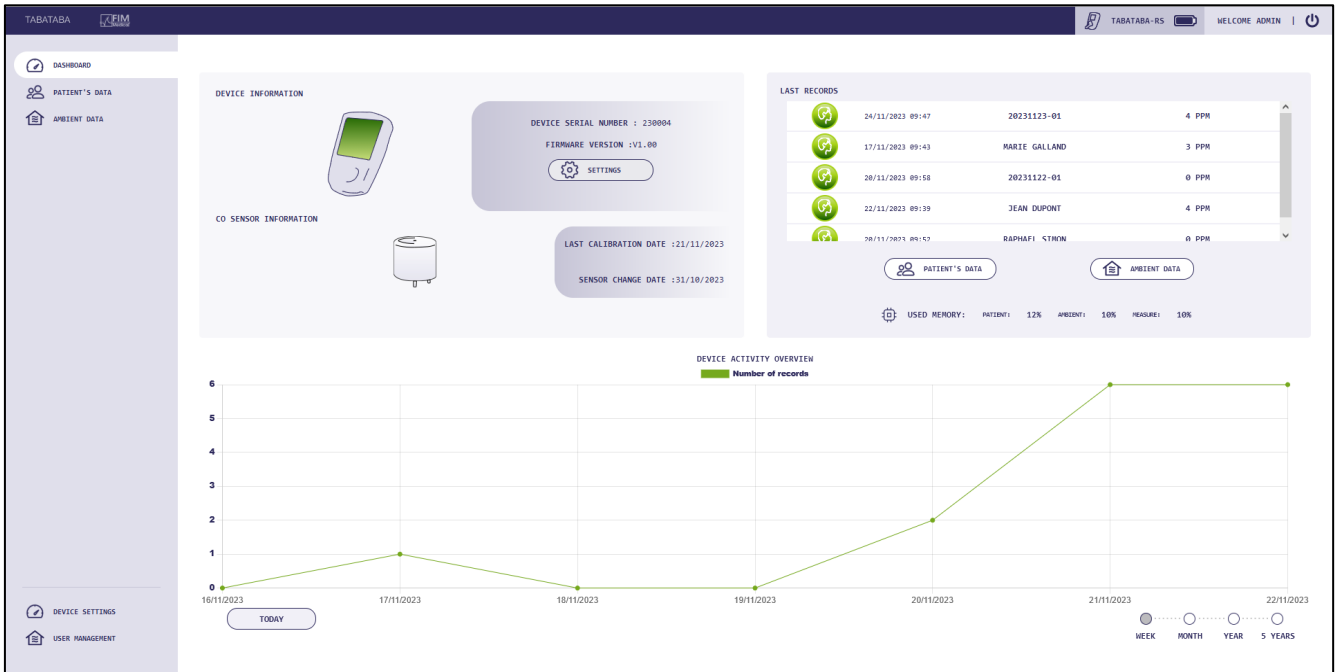 TABATABA
FIM
TABATABA-RS
WELCOME ADMIN |
DASHBOARD
PATIENT'S DATA
AMBIENT DATA
DEVICE INFORMATION
DEVICE SERIAL NUMBER : 230004
FIRMWARE VERSION :V1.00
SETTINGS
CO SENSOR INFORMATION
LAST CALIBRATION DATE :21/11/2023
SENSOR CHANGE DATE :31/10/2023
LAST RECORDS
24/11/2023 09:47 20231123-01 4 PPM
17/11/2023 09:43 MARIE GALLAND 3 PPM
20/11/2023 09:58 20231122-01 0 PPM
22/11/2023 09:39 JEAN DUPONT 4 PPM
20/11/2023 09:52 RAPHAEL SIMON 0 PPM
PATIENT'S DATA
AMBIENT DATA
USED MEMORY: PATIENT: 12% AMBIENT: 10% MEASURE: 10%
DEVICE ACTIVITY OVERVIEW
Number of records
6
5
4
3
2
1
0
16/11/2023 17/11/2023 18/11/2023 19/11/2023 20/11/2023 21/11/2023 22/11/2023
TODAY
WEEK MONTH YEAR 5 YEARS
DEVICE SETTINGS
USER MANAGEMENT